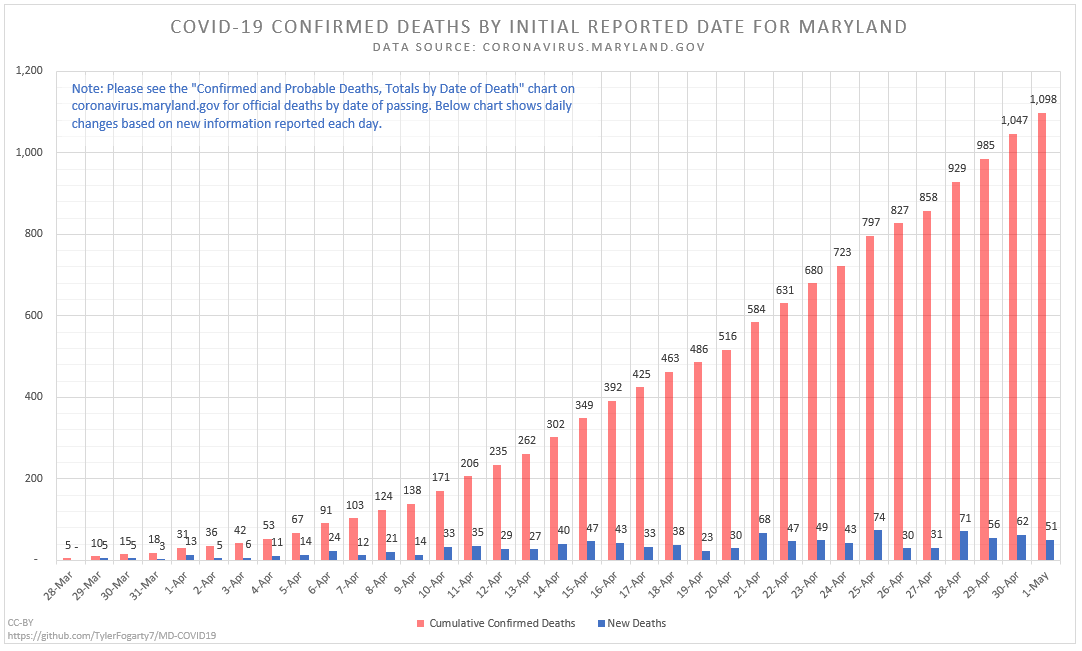 COVID-19 CONFIRMED DEATHS BY INITIAL REPORTED DATE FOR MARYLAND
DATA SOURCE: CORONAVIRUS.MARYLAND.GOV
Note: Please see the "Confirmed and Probable Deaths, Totals by Date of Death" chart on
coronavirus.maryland.gov for official deaths by date of passing. Below chart shows daily
changes based on new information reported each day.
1,200
1,000
800
600
400
200
-
5 10 15 18 31 36 42 53 67 91 103 124 138 171 206 235 262 302 349 392 425 463 486 516 584 631 680 723 797 827 858 929 985 1,047 1,098
- 5 5 3 13 5 6 11 14 24 12 21 14 33 35 29 27 40 47 43 33 38 23 30 68 47 49 43 74 30 31 71 56 62 51
28-Mar 29-Mar 30-Mar 31-Mar 1-Apr 2-Apr 3-Apr 4-Apr 5-Apr 6-Apr 7-Apr 8-Apr 9-Apr 10-Apr 11-Apr 12-Apr 13-Apr 14-Apr 15-Apr 16-Apr 17-Apr 18-Apr 19-Apr 20-Apr 21-Apr 22-Apr 23-Apr 24-Apr 25-Apr 26-Apr 27-Apr 28-Apr 29-Apr 30-Apr 1-May
Cumulative Confirmed Deaths New Deaths
CC-BY
https://github.com/TylerFogarty7/MD-COVID19